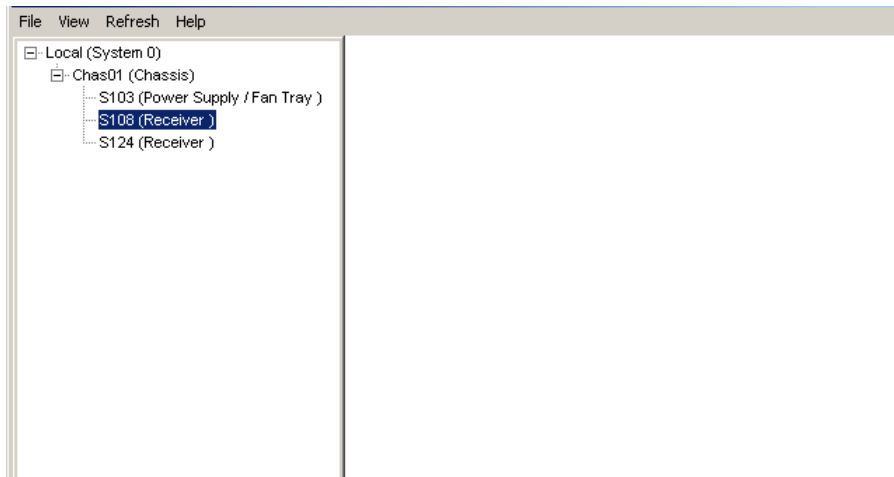 File View Refresh Help
Local (System 0)
Chas01 (Chassis)
S103 (Power Supply / Fan Tray )
S108 (Receiver )
S124 (Receiver )